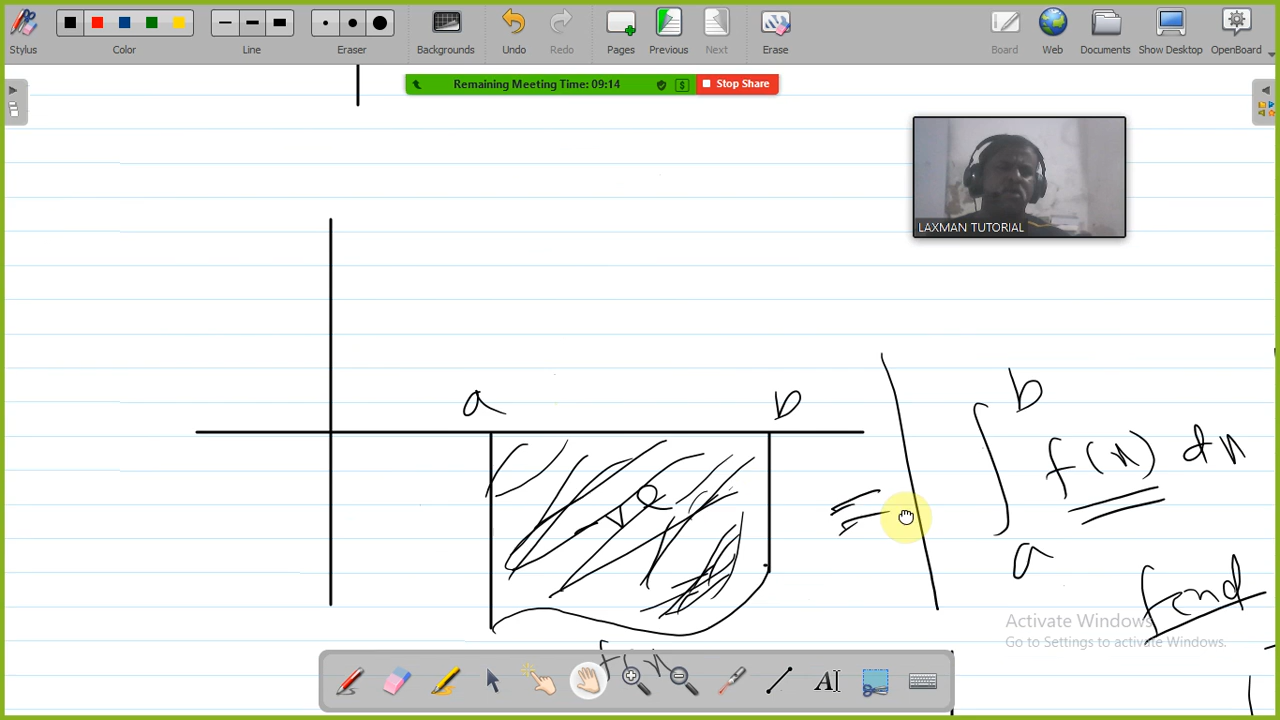 Stylus
Color
Line
Eraser
Backgrounds
Undo
Redo
Pages
Previous
Next
Erase
Board
Web
Documents
Show Desktop
OpenBoard
Remaining Meeting Time: 09:14
Stop Share
LAXMAN TUTORIAL
a b
-ve
= | ∫
b
f(x) dx
a
f(x)
Activate Windows
Go to Settings to activate Windows.